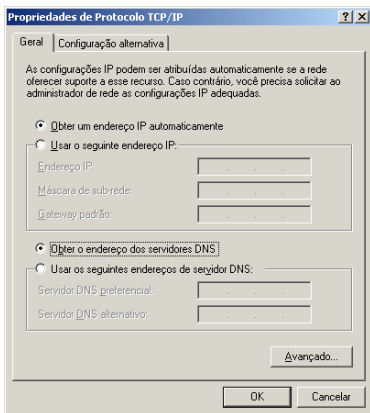 Propriedades de Protocolo TCP/IP
Geral
Configuração alternativa
As configurações IP podem ser atribuídas automaticamente se a rede
oferecer suporte a esse recurso. Caso contrário, você precisa solicitar ao
administrador de rede as configurações IP adequadas.
Obter um endereço IP automaticamente
Usar o seguinte endereço IP:
Endereço IP:
Máscara de sub-rede:
Gateway padrão:
Obter o endereço dos servidores DNS
Usar os seguintes endereços de servidor DNS:
Servidor DNS preferencial:
Servidor DNS alternativo:
Avançado...
OK
Cancelar